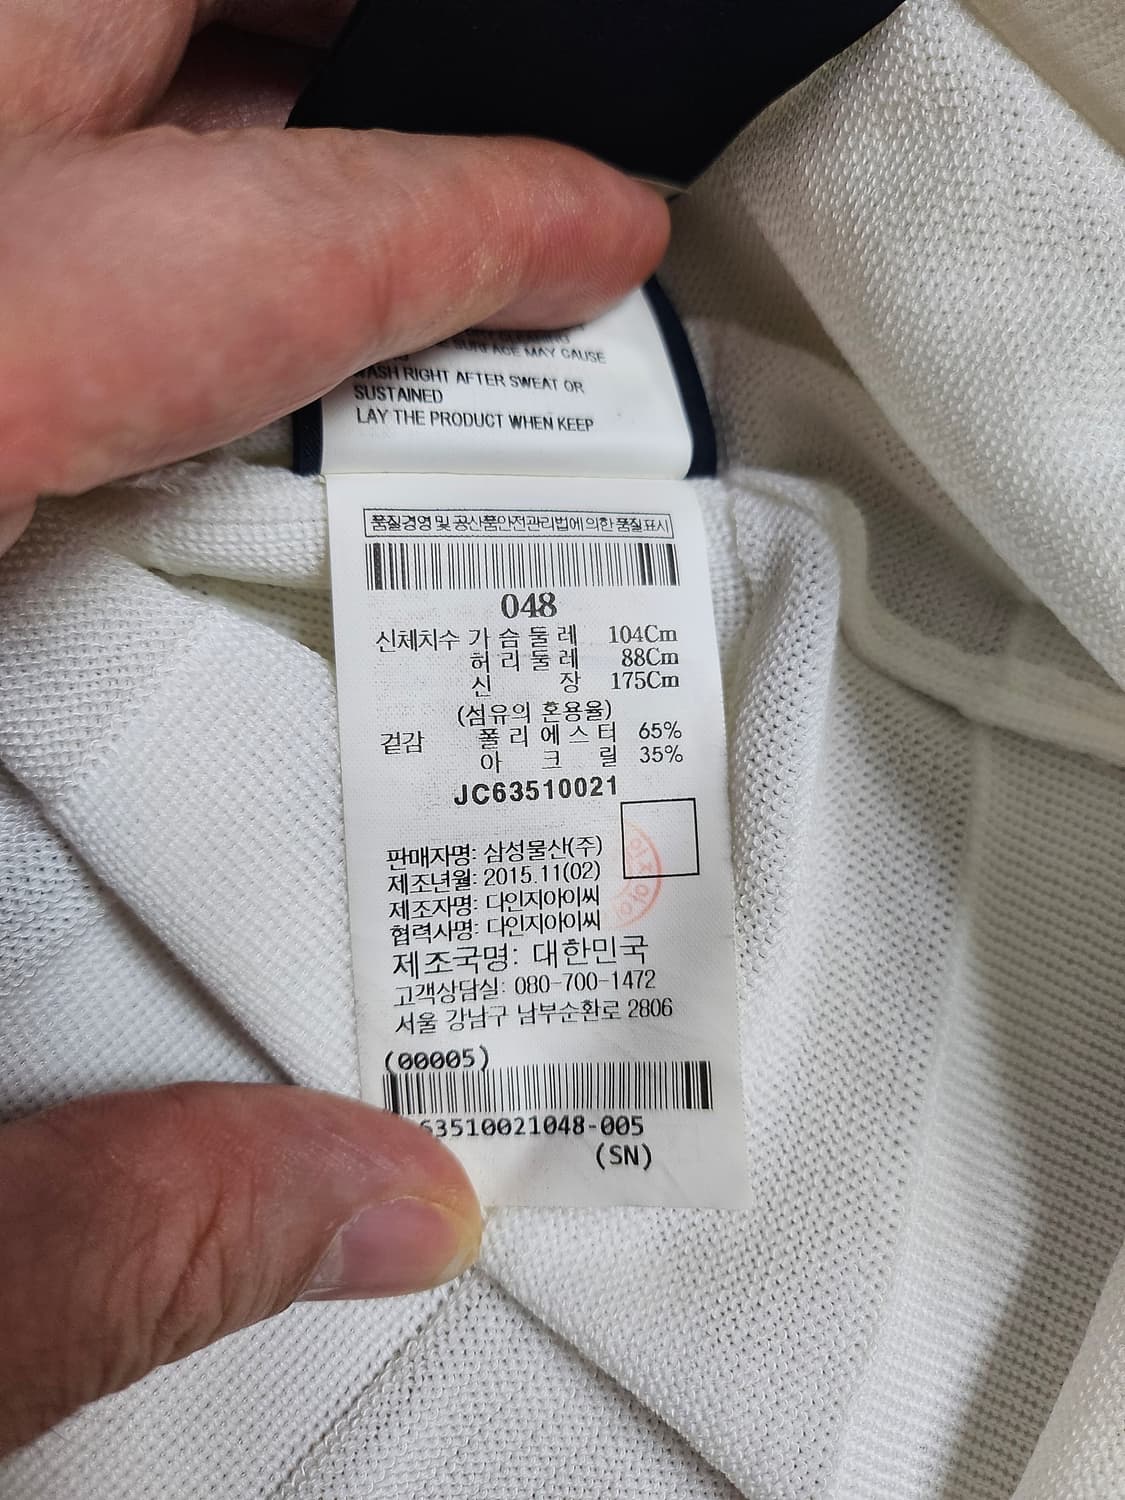 SURFACE MAY CAUSE
WASH RIGHT AFTER SWEAT OR
SUSTAINED
LAY THE PRODUCT WHEN KEEP
품질경영 및 공산품안전관리법에 의한 품질표시
048
신체치수 가슴둘레 104Cm
허리둘레 88Cm
신장 175Cm
(섬유의 혼용율)
겉감 폴리에스터 65%
아크릴 35%
JC63510021
판매자명: 삼성물산(주)
제조년월: 2015.11(02)
제조자명: 다인지아이씨
협력사명: 다인지아이씨
제조국명: 대한민국
고객상담실: 080-700-1472
서울 강남구 남부순환로 2806
(00005)
63510021048-005
(SN)